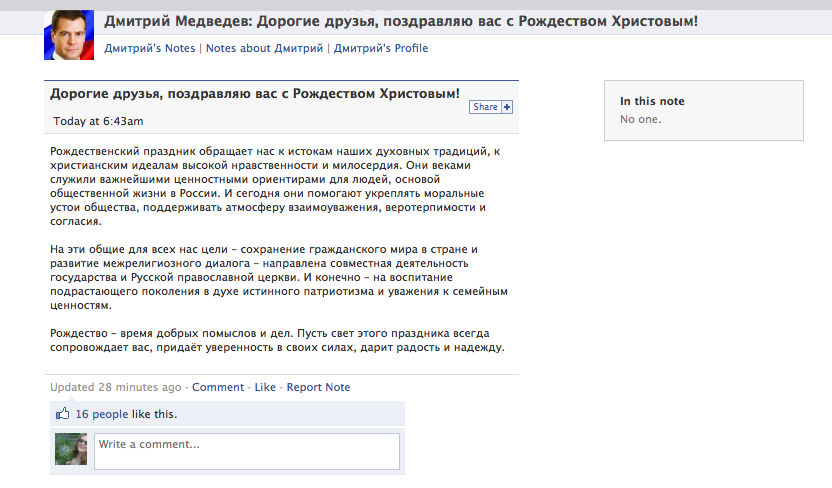 Дмитрий Медведев: Дорогие друзья, поздравляю вас с Рождеством Христовым!
Дмитрий's Notes | Notes about Дмитрий | Дмитрий's Profile
Дорогие друзья, поздравляю вас с Рождеством Христовым!
Share +
Today at 6:43am
Рождественский праздник обращает нас к истокам наших духовных традиций, к
христианским идеалам высокой нравственности и милосердия. Они веками
служили важнейшими ценностными ориентирами для людей, основой
общественной жизни в России. И сегодня они помогают укреплять моральные
устои общества, поддерживать атмосферу взаимоуважения, веротерпимости и
согласия.
На эти общие для всех нас цели – сохранение гражданского мира в стране и
развитие межрелигиозного диалога – направлена совместная деятельность
государства и Русской православной церкви. И конечно – на воспитание
подрастающего поколения в духе истинного патриотизма и уважения к семейным
ценностям.
Рождество – время добрых помыслов и дел. Пусть свет этого праздника всегда
сопровождает вас, придаёт уверенность в своих силах, дарит радость и надежду.
Updated 28 minutes ago · Comment · Like · Report Note
16 people like this.
Write a comment...
In this note
No one.